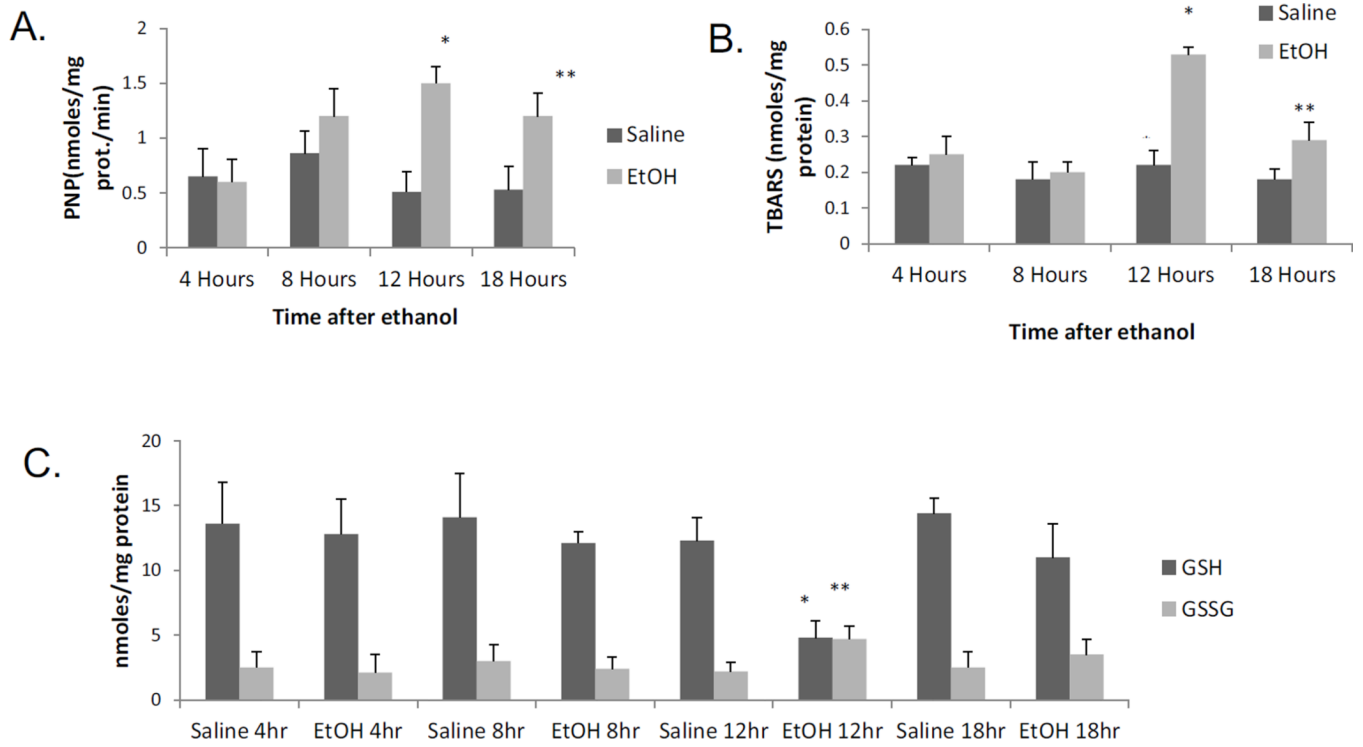 A.
PNP(nmoles/mg
prot./min)
2
1.5
1
0.5
0
*
**
4 Hours 8 Hours 12 Hours 18 Hours
Time after ethanol
Saline
EtOH
B.
TBARS (nmoles/mg
protein)
0.6
0.5
0.4
0.3
0.2
0.1
0
*
**
4 Hours 8 Hours 12 Hours 18 Hours
Time after ethanol
Saline
EtOH
C.
nmoles/mg protein
20
15
10
5
0
* **
Saline 4hr EtOH 4hr Saline 8hr EtOH 8hr Saline 12hr EtOH 12hr Saline 18hr EtOH 18hr
GSH
GSSG